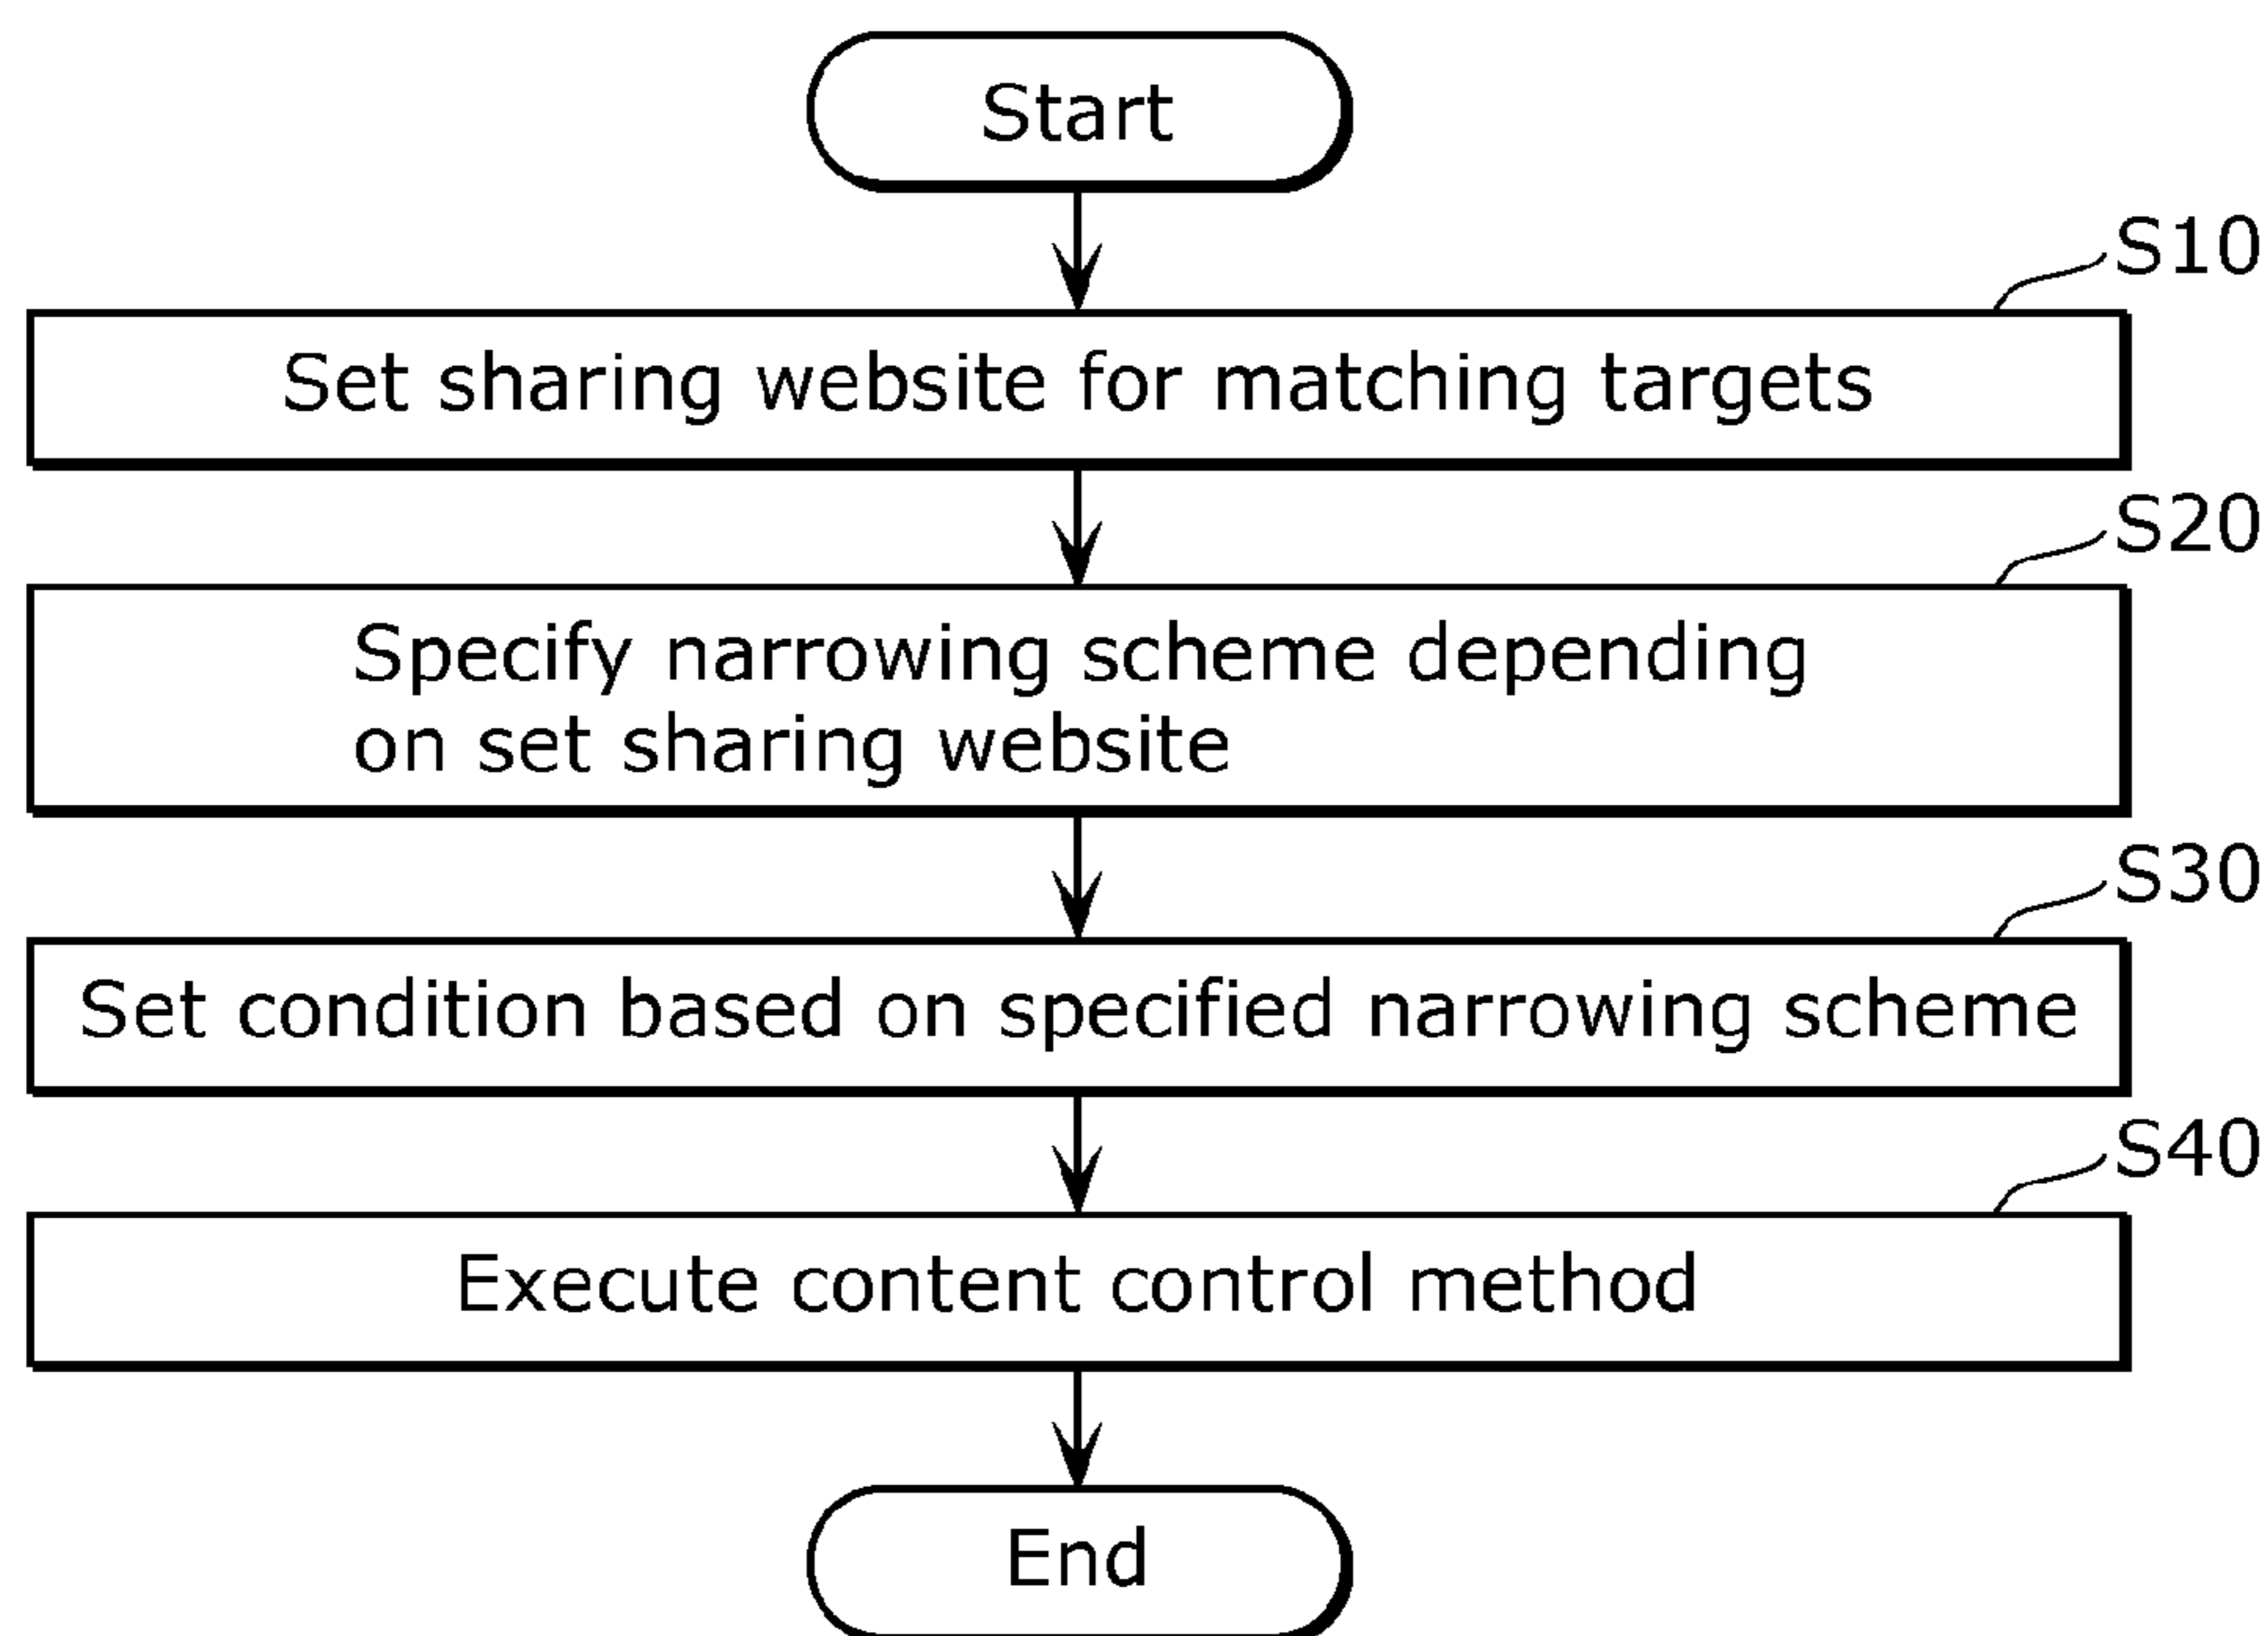 Start
S10
Set sharing website for matching targets
S20
Specify narrowing scheme depending
on set sharing website
S30
Set condition based on specified narrowing scheme
S40
Execute content control method
End